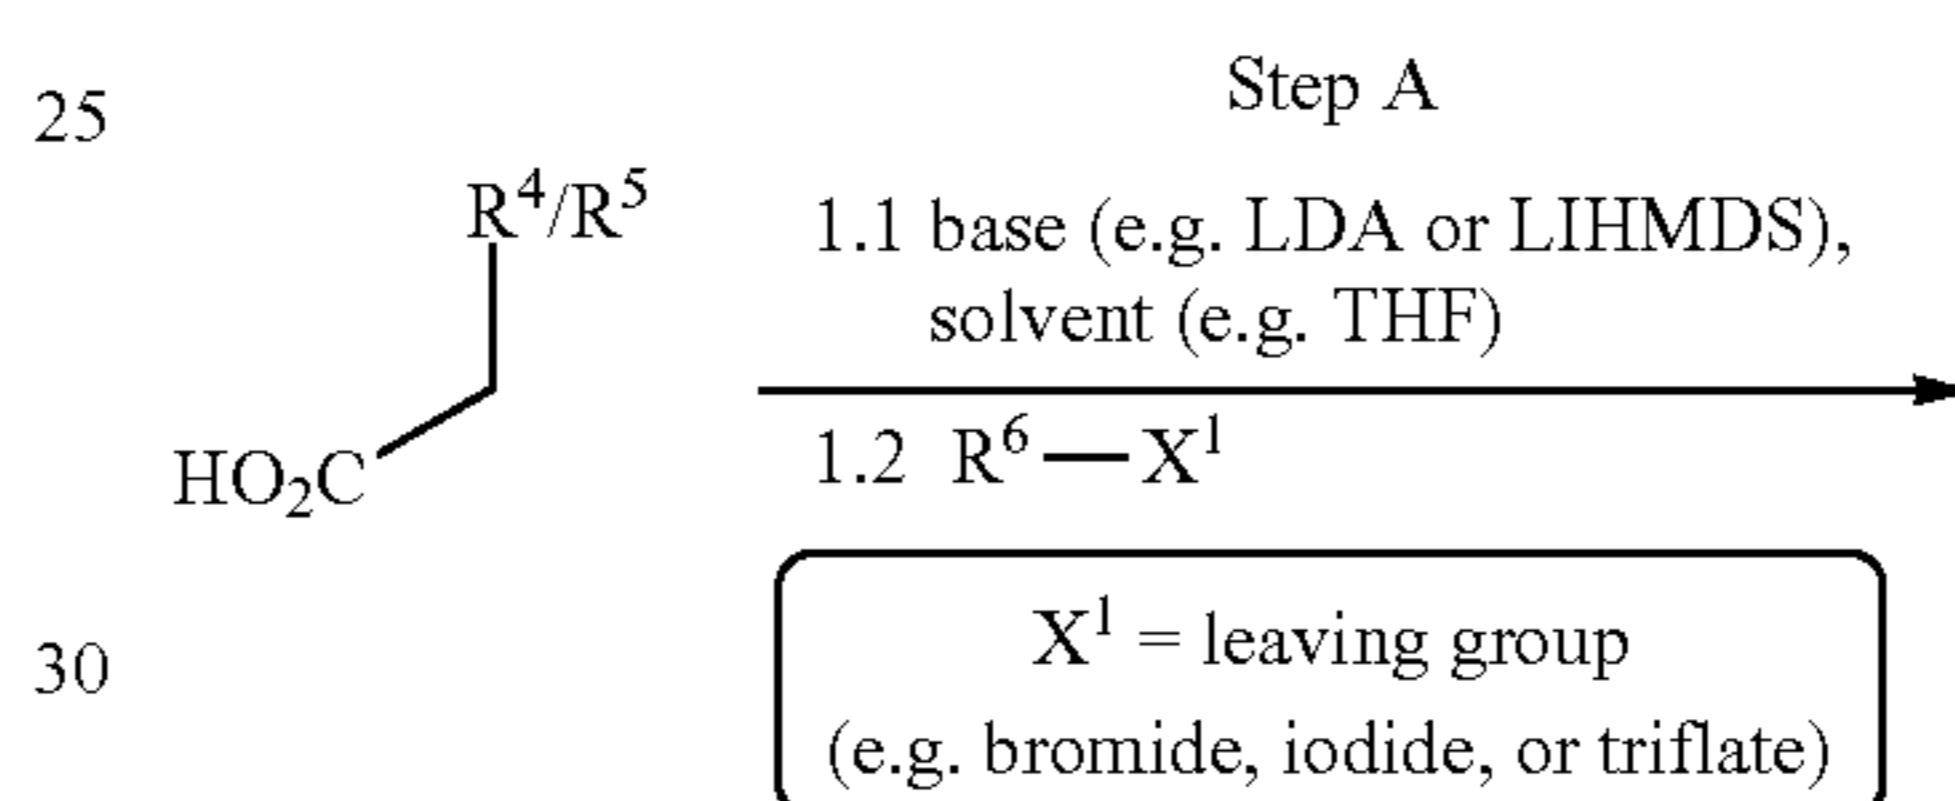 Step A
25
R⁴/R⁵
1.1 base (e.g. LDA or LIHMDS),
solvent (e.g. THF)
HO₂C
1.2 R⁶—X¹
X¹ = leaving group
30
(e.g. bromide, iodide, or triflate)